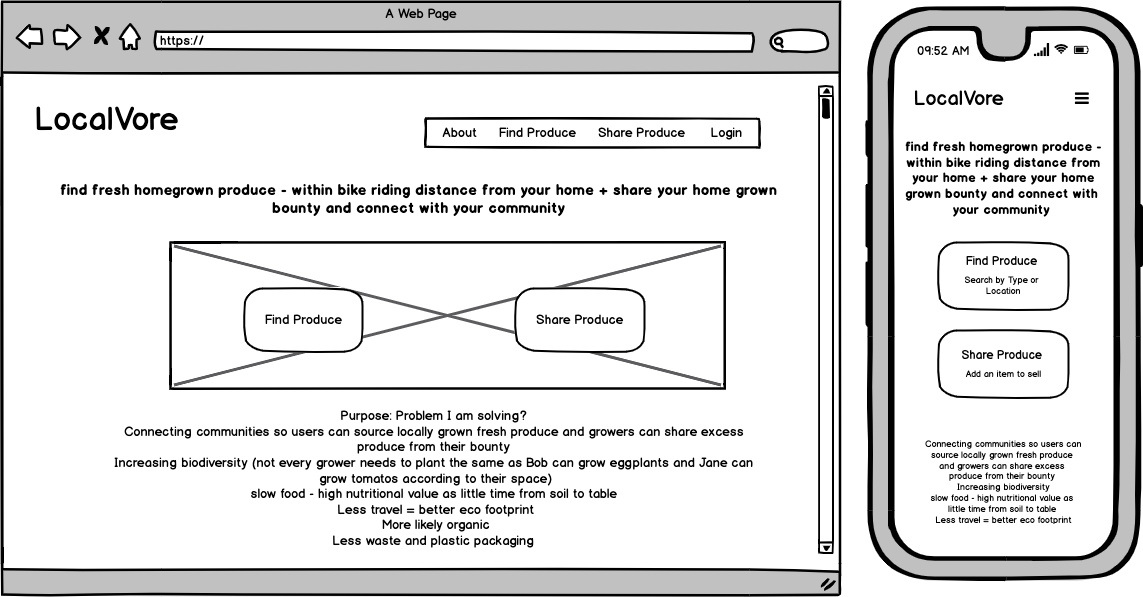 A Web Page
https://
LocalVore
About Find Produce Share Produce Login
find fresh homegrown produce - within bike riding distance from your home + share your home grown
bounty and connect with your community
Find Produce
Share Produce
Purpose: Problem I am solving?
Connecting communities so users can source locally grown fresh produce and growers can share excess
produce from their bounty
Increasing biodiversity (not every grower needs to plant the same as Bob can grow eggplants and Jane can
grow tomatos according to their space)
slow food - high nutritional value as little time from soil to table
Less travel = better eco footprint
More likely organic
Less waste and plastic packaging
09:52 AM
LocalVore
find fresh homegrown produce -
within bike riding distance from
your home + share your home
grown bounty and connect with
your community
Find Produce
Search by Type or
Location
Share Produce
Add an item to sell
Connecting communities so users can
source locally grown fresh produce
and growers can share excess
produce from their bounty
Increasing biodiversity
slow food - high nutritional value as
little time from soil to table
Less travel = better eco footprint